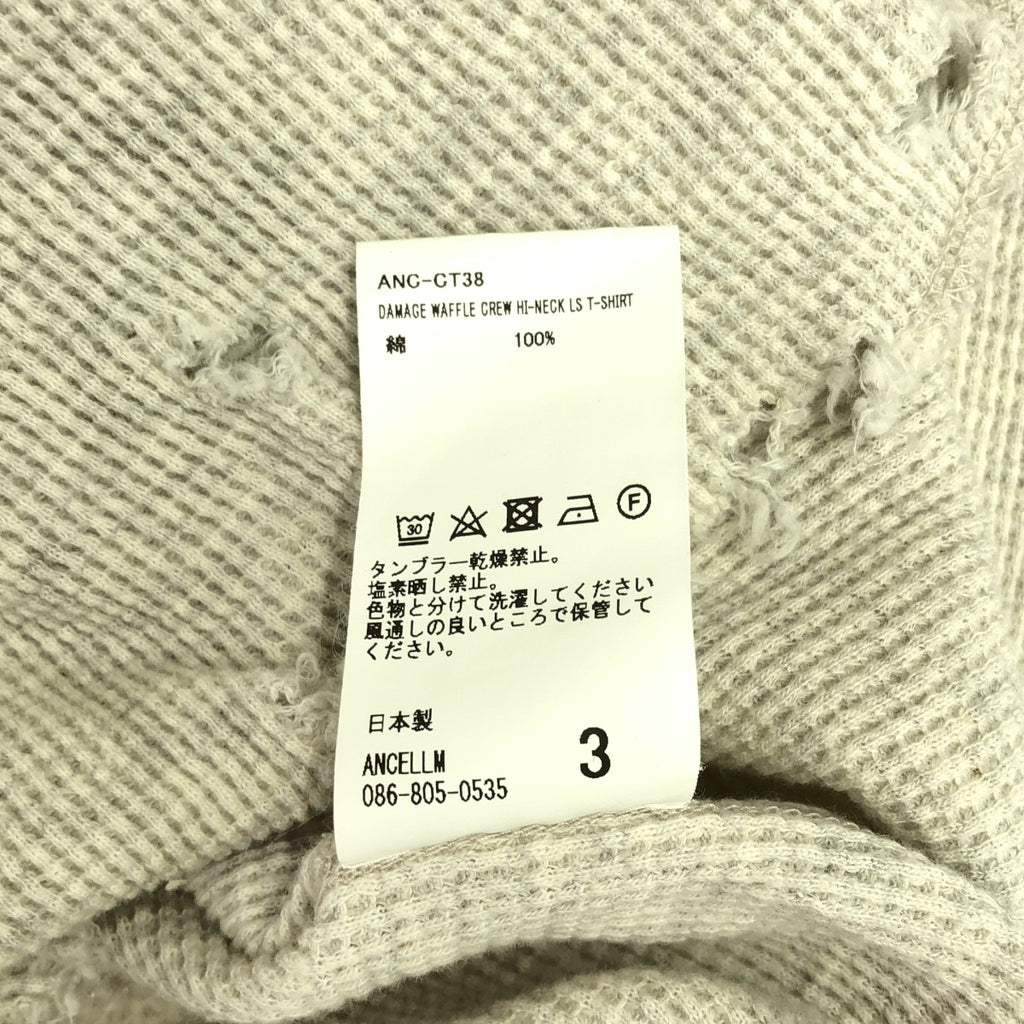 ANC-CT38
DAMAGE WAFFLE CREW HI-NECK LS T-SHIRT
綿 100%
30 F
タンブラー乾燥禁止。
塩素晒し禁止。
色物と分けて洗濯してください
風通しの良いところで保管して
ください。
日本製
ANCELLM 3
086-805-0535